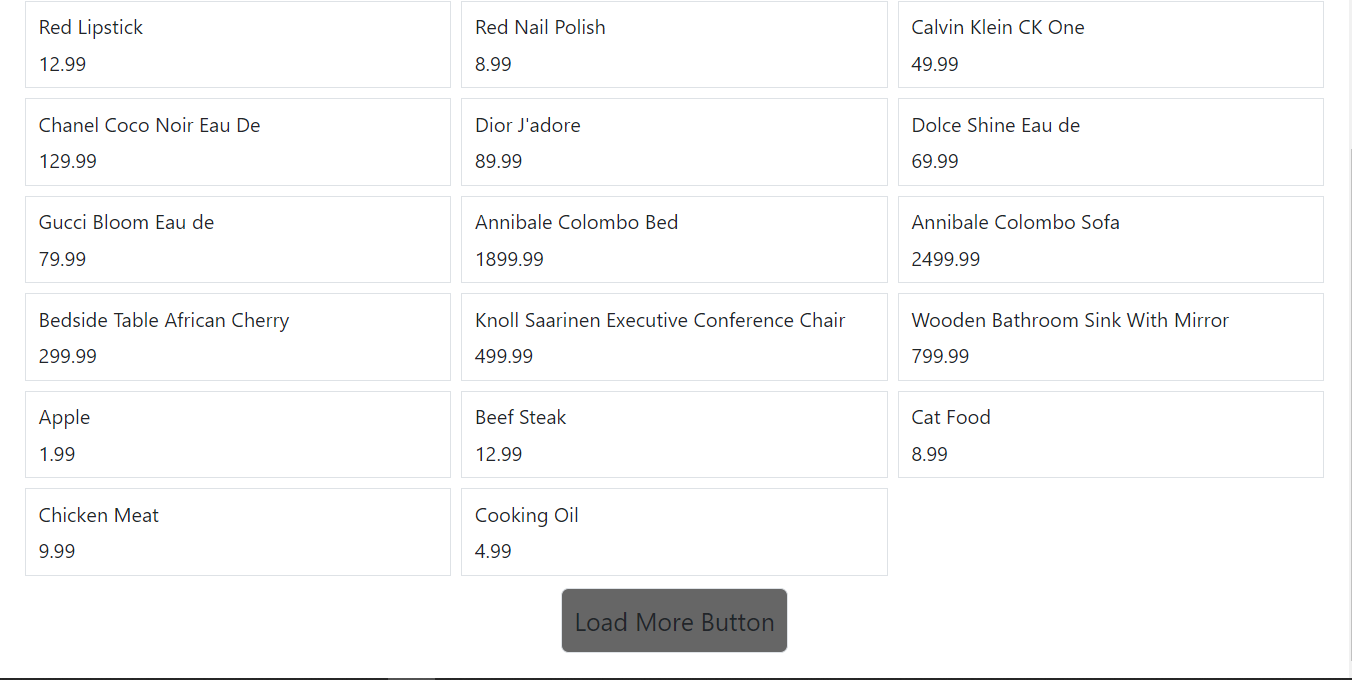 Red Lipstick
12.99
Red Nail Polish
8.99
Calvin Klein CK One
49.99
Chanel Coco Noir Eau De
129.99
Dior J'adore
89.99
Dolce Shine Eau de
69.99
Gucci Bloom Eau de
79.99
Annibale Colombo Bed
1899.99
Annibale Colombo Sofa
2499.99
Bedside Table African Cherry
299.99
Knoll Saarinen Executive Conference Chair
499.99
Wooden Bathroom Sink With Mirror
799.99
Apple
1.99
Beef Steak
12.99
Cat Food
8.99
Chicken Meat
9.99
Cooking Oil
4.99
Load More Button